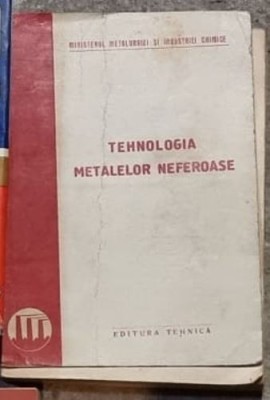 MINISTERUL METALURGIEI ȘI INDUSTRIEI CHIMICE
TEHNOLOGIA
METALELOR NEFEROASE
EDITURA TEHNICĂ